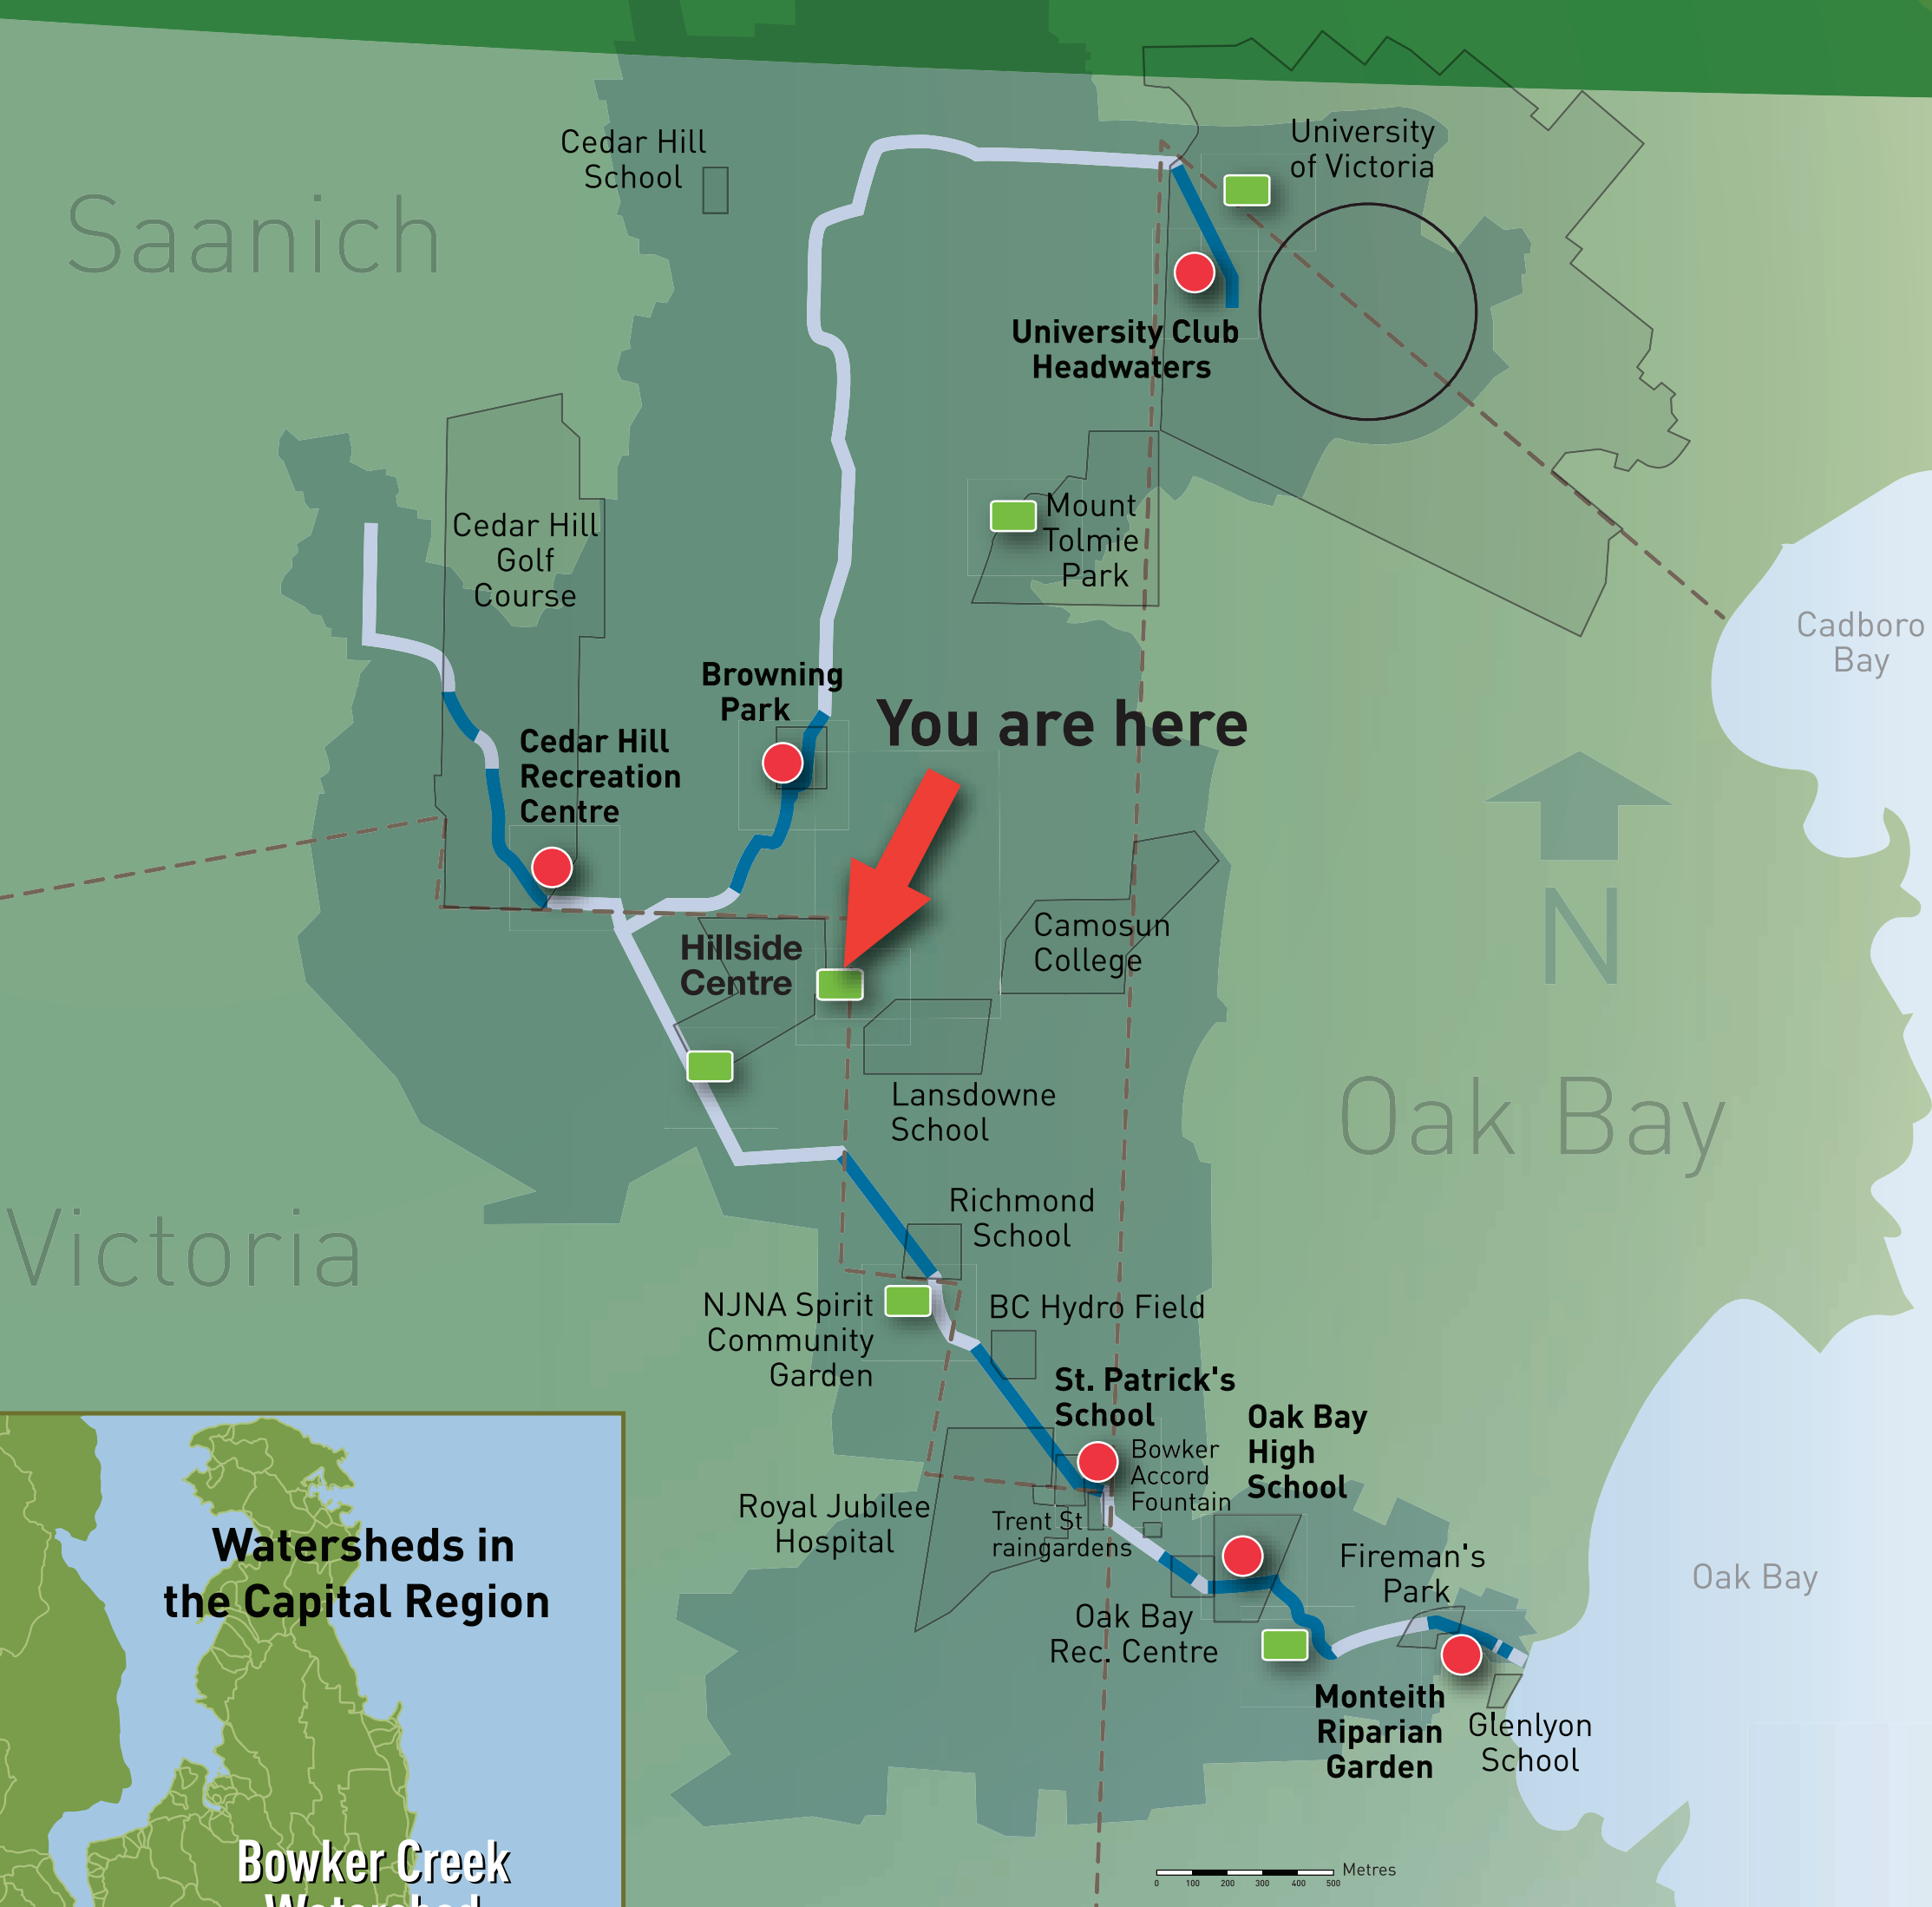 Cedar Hill
School
University
of Victoria
Saanich
University Club
Headwaters
Mount
Tolmie
Park
Cedar Hill
Golf
Course
Cadboro
Bay
Browning
Park
You are here
Cedar Hill
Recreation
Centre
Hillside
Centre
Camosun
College
N
Lansdowne
School
Oak Bay
Victoria
Richmond
School
NJNA Spirit
Community
Garden
BC Hydro Field
St. Patrick's
School
Oak Bay
High
School
Bowker
Accord
Fountain
Royal Jubilee
Hospital
Trent St
raingardens
Fireman's
Park
Oak Bay
Oak Bay
Rec. Centre
Monteith
Riparian
Garden
Glenlyon
School
Watersheds in
the Capital Region
Bowker Creek
Watershed
Metres
0 100 200 300 400 500